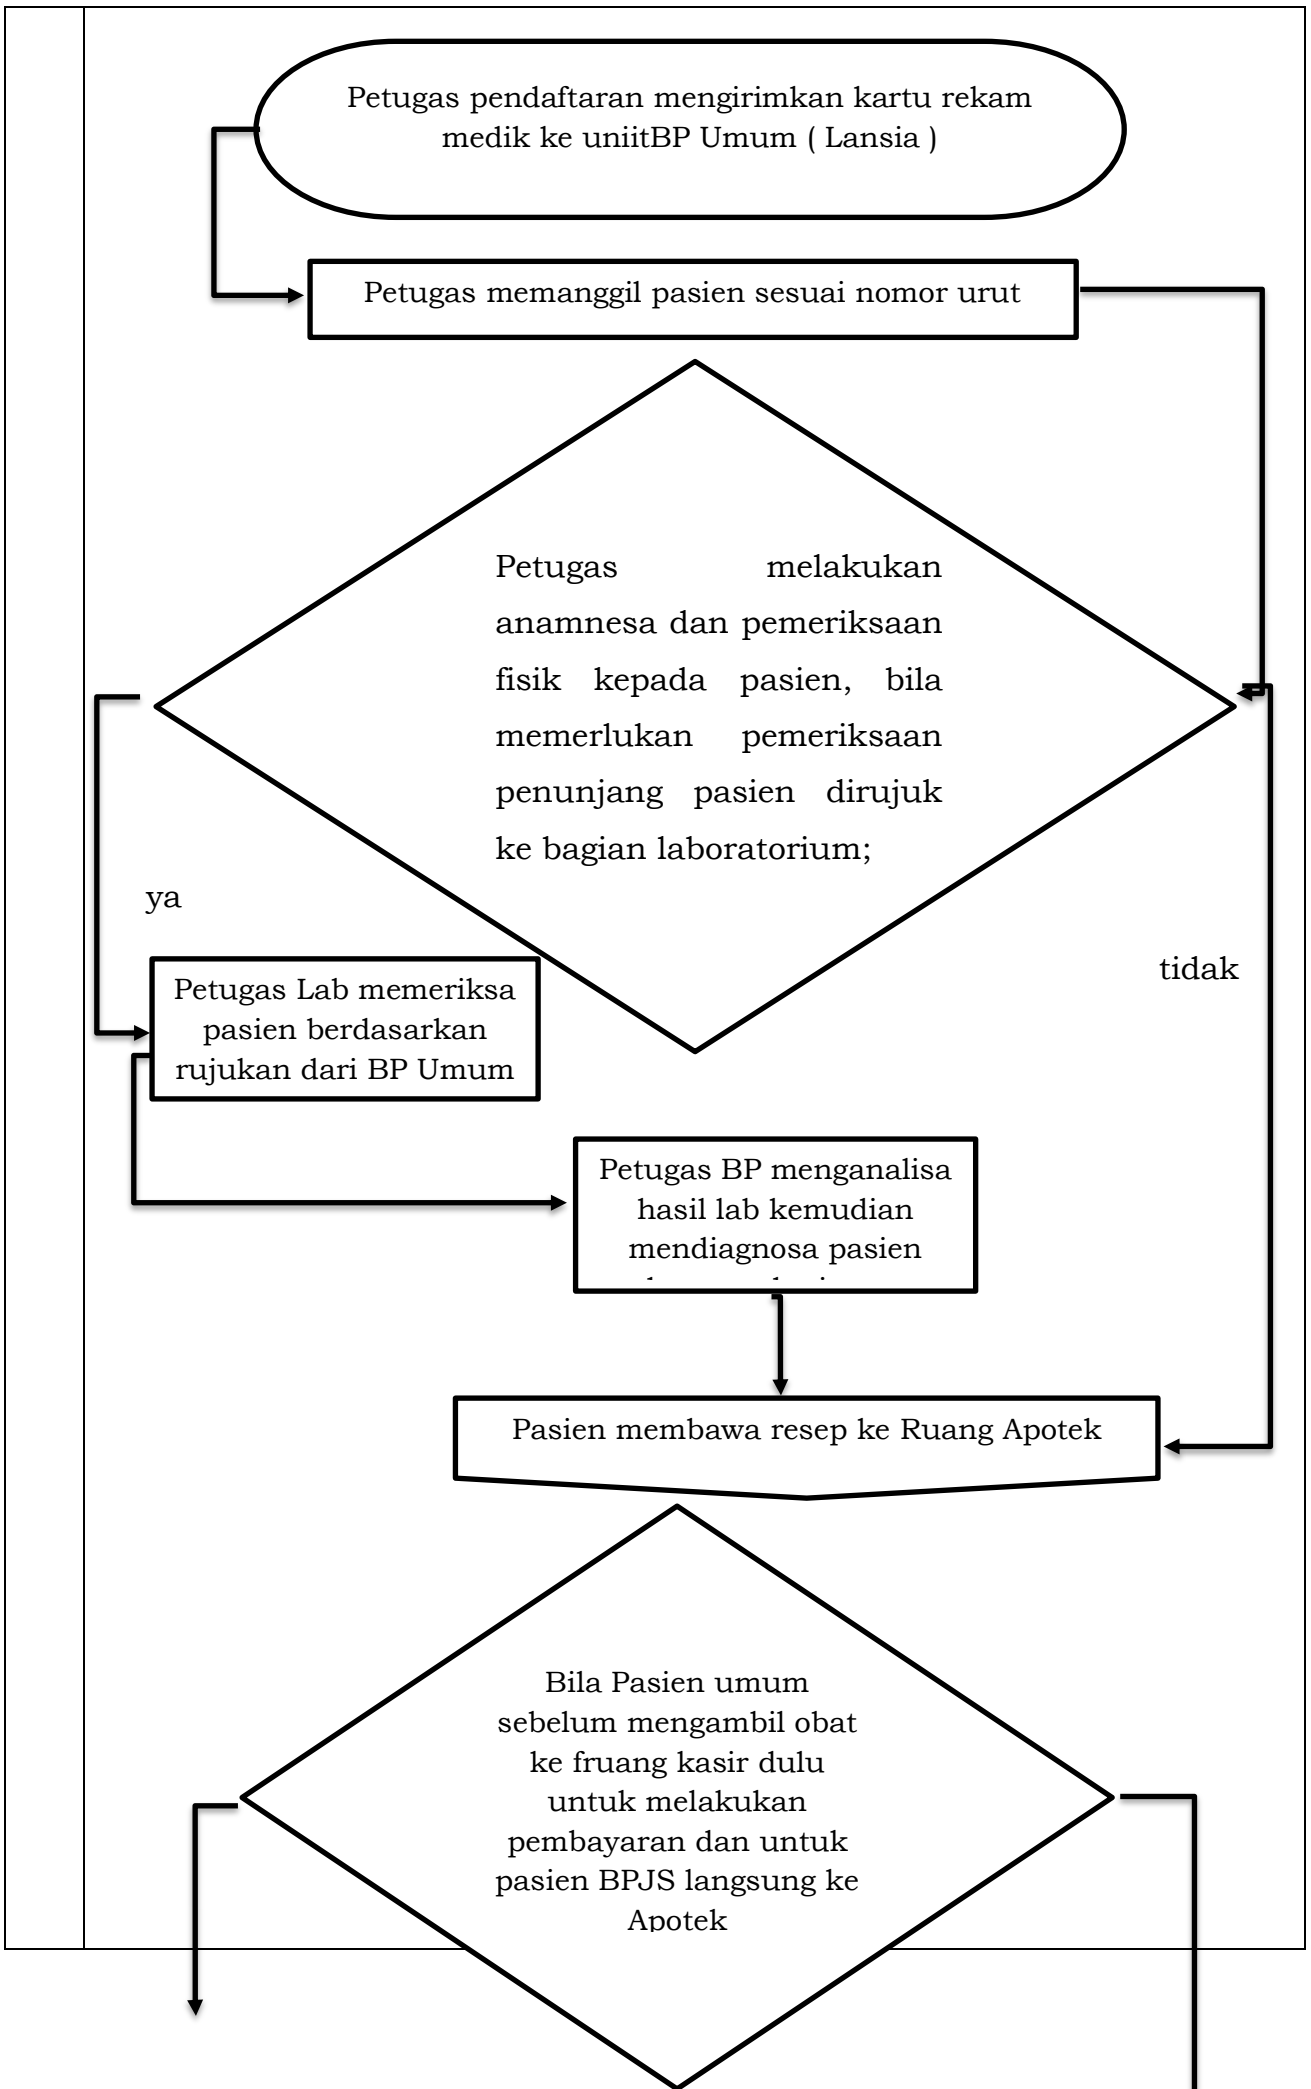 Petugas pendaftaran mengirimkan kartu rekam
medik ke uniitBP Umum ( Lansia )
Petugas memanggil pasien sesuai nomor urut
Petugas melakukan
anamnesa dan pemeriksaan
fisik kepada pasien, bila
memerlukan pemeriksaan
penunjang pasien dirujuk
ke bagian laboratorium;
ya
tidak
Petugas Lab memeriksa
pasien berdasarkan
rujukan dari BP Umum
Petugas BP menganalisa
hasil lab kemudian
mendiagnosa pasien
Pasien membawa resep ke Ruang Apotek
Bila Pasien umum
sebelum mengambil obat
ke fruang kasir dulu
untuk melakukan
pembayaran dan untuk
pasien BPJS langsung ke
Apotek